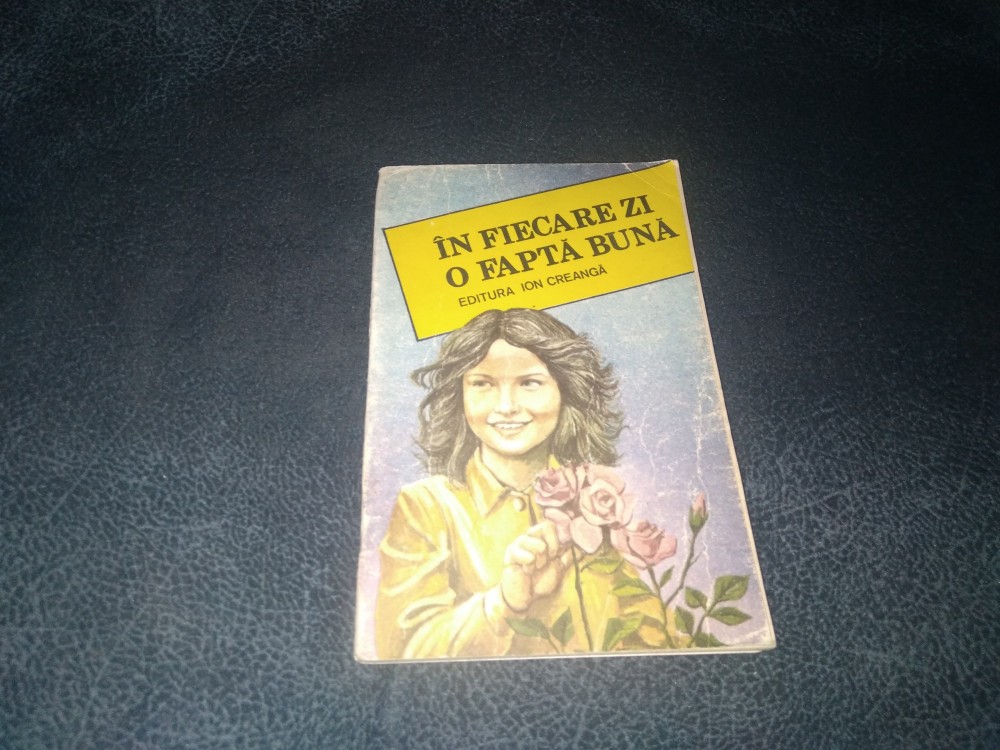 ÎN FIECARE ZI
O FAPTĂ BUNĂ
EDITURA ION CREANGĂ